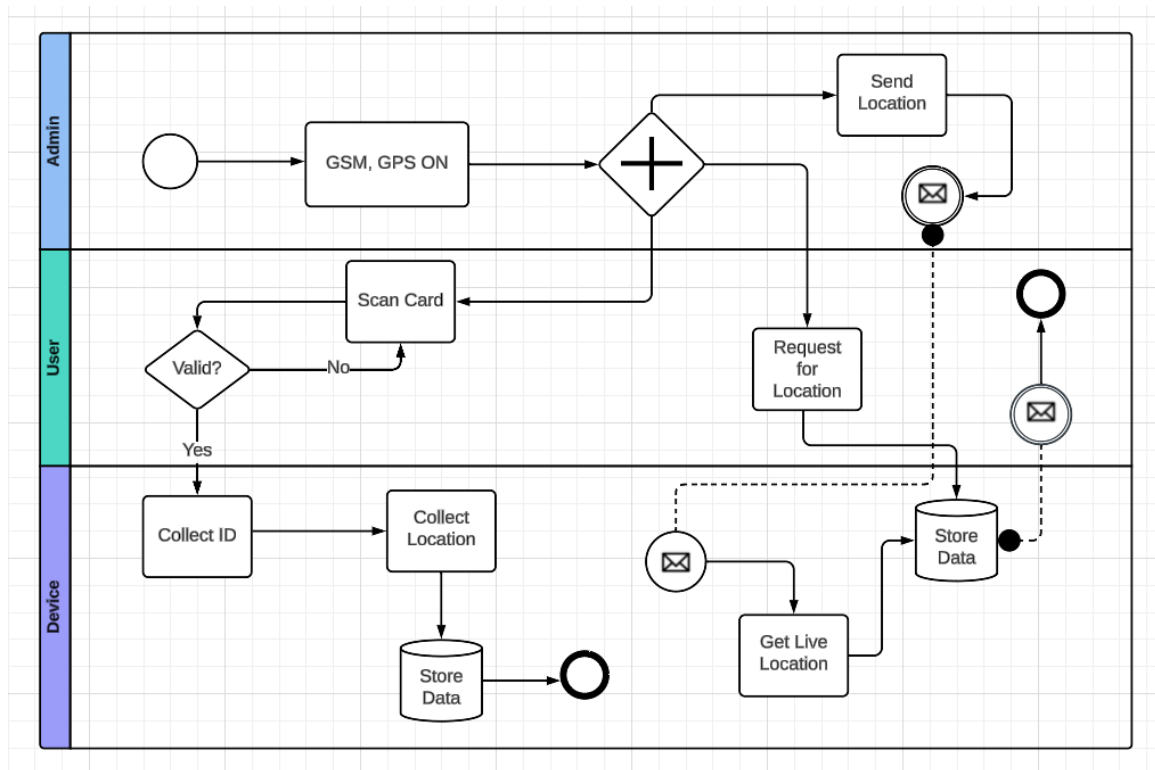 Admin
Send
Location
GSM, GPS ON
User
Scan Card
Valid?
No
Yes
Request
for
Location
Device
Collect ID
Collect
Location
Store
Data
Get Live
Location
Store
Data